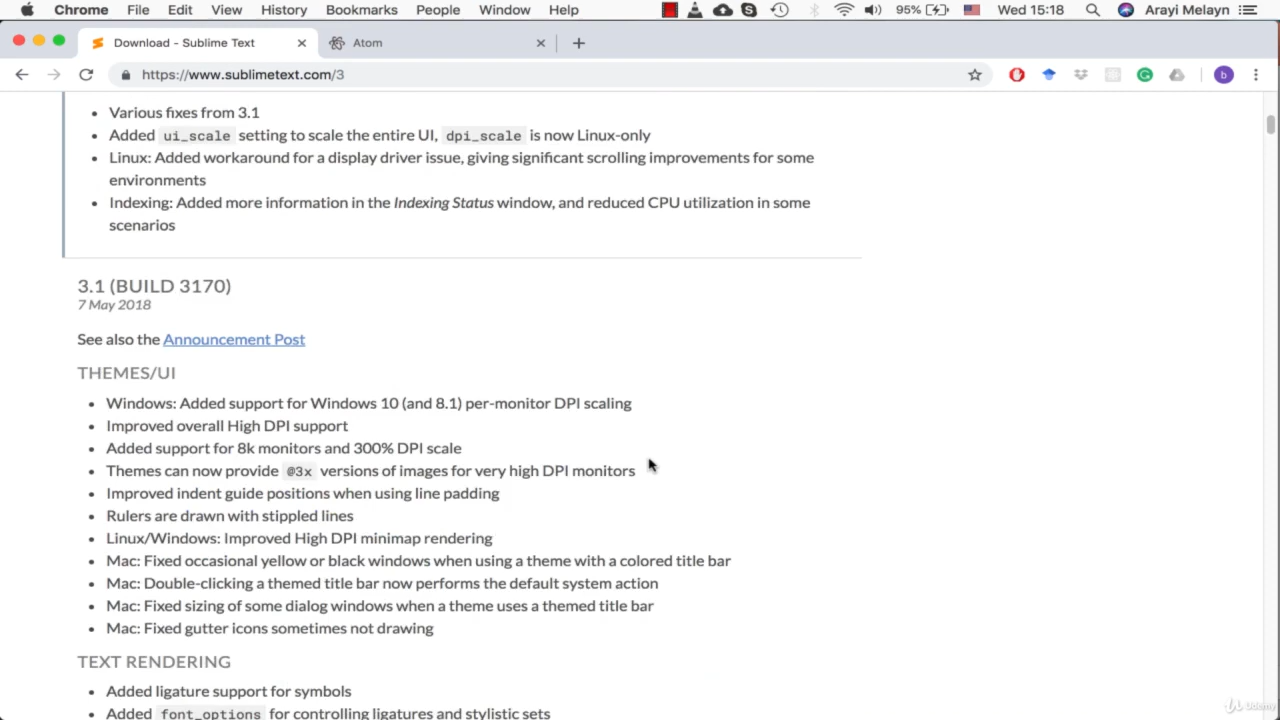 Chrome File Edit View History Bookmarks People Window Help 95% Wed 15:18 Arayi Melayn
Download - Sublime Text Atom
https://www.sublimetext.com/3 b
• Various fixes from 3.1
• Added ui_scale setting to scale the entire UI, dpi_scale is now Linux-only
• Linux: Added workaround for a display driver issue, giving significant scrolling improvements for some
environments
• Indexing: Added more information in the Indexing Status window, and reduced CPU utilization in some
scenarios
3.1 (BUILD 3170)
7 May 2018
See also the Announcement Post
THEMES/UI
• Windows: Added support for Windows 10 (and 8.1) per-monitor DPI scaling
• Improved overall High DPI support
• Added support for 8k monitors and 300% DPI scale
• Themes can now provide @3x versions of images for very high DPI monitors
• Improved indent guide positions when using line padding
• Rulers are drawn with stippled lines
• Linux/Windows: Improved High DPI minimap rendering
• Mac: Fixed occasional yellow or black windows when using a theme with a colored title bar
• Mac: Double-clicking a themed title bar now performs the default system action
• Mac: Fixed sizing of some dialog windows when a theme uses a themed title bar
• Mac: Fixed gutter icons sometimes not drawing
TEXT RENDERING
• Added ligature support for symbols
• Added font_options for controlling ligatures and stylistic sets
Udemy